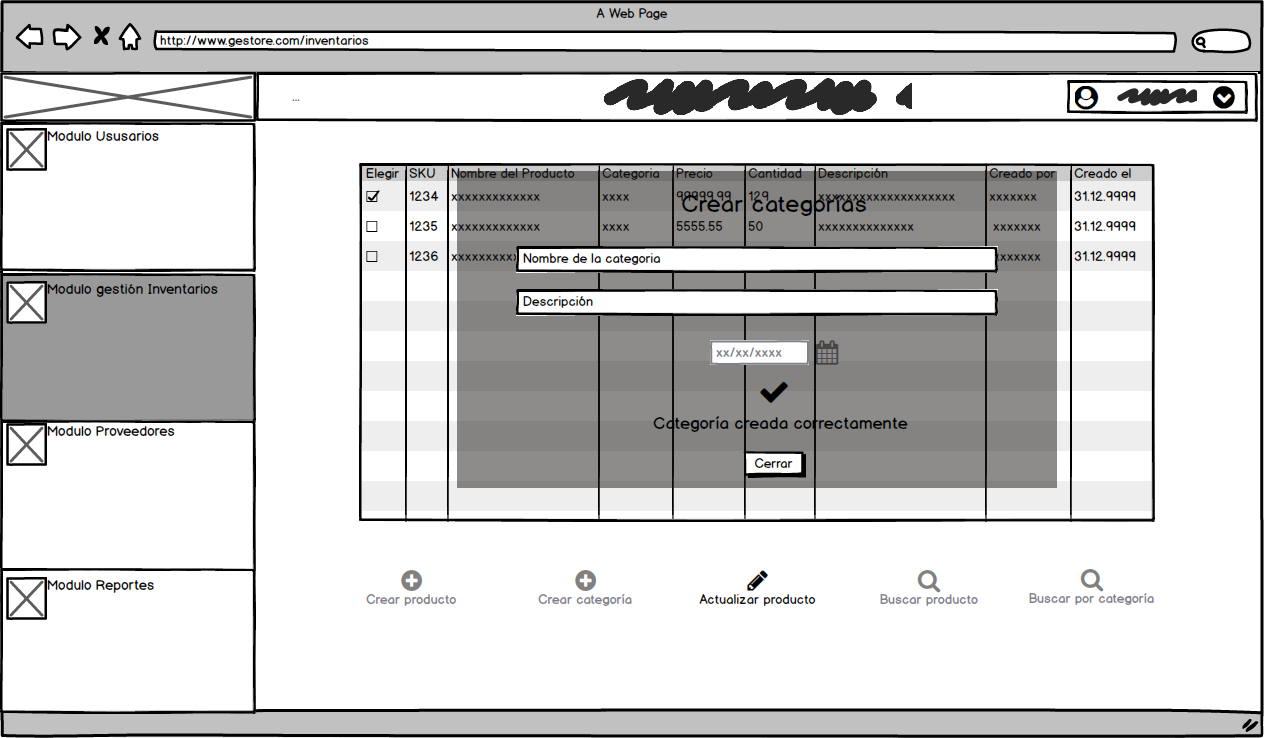 A Web Page
http://www.gestore.com/inventarios
...
Modulo Ususarios
Modulo gestión Inventarios
Modulo Proveedores
Modulo Reportes
Elegir SKU Nombre del Producto Categoria Precio Cantidad Descripción Creado por Creado el
1234 xxxxxxxxxxxxx xxxx 99999.99 129 xxxxxxxxxxxxxxxxxxxx xxxxxxx 31.12.9999
Crear categorías
1235 xxxxxxxxxxxxx xxxx 5555.55 50 xxxxxxxxxxxxxx xxxxxxx 31.12.9999
1236 31.12.9999
Nombre de la categoria
Descripción
xx/xx/xxxx
Categoría creada correctamente
Cerrar
Crear producto
Crear categoría
Actualizar producto
Buscar producto
Buscar por categoría